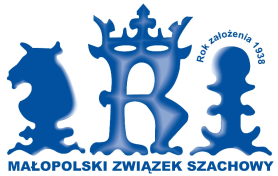 R
Rok założenia 1938
MAŁOPOLSKI ZWIĄZEK SZACHOWY